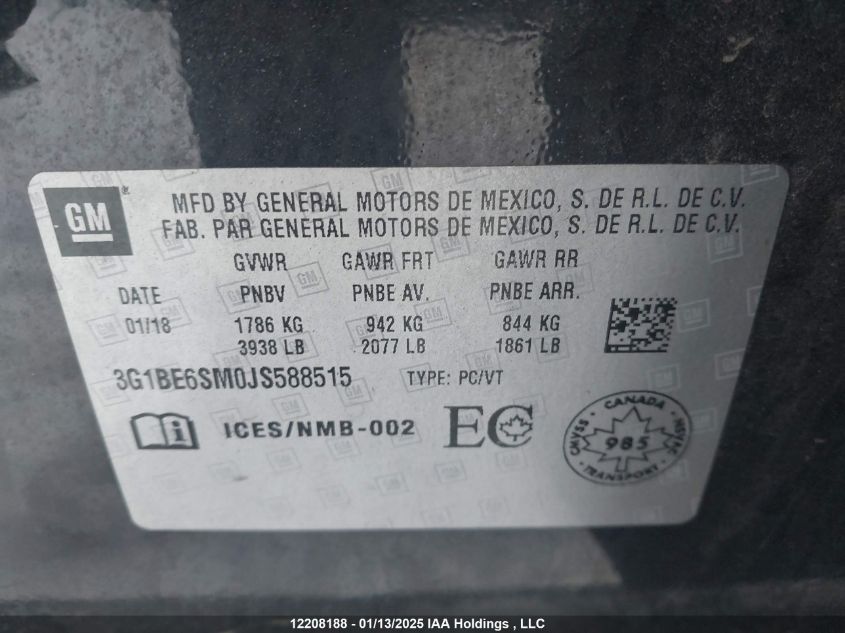 GM
MFD BY GENERAL MOTORS DE MEXICO, S. DE R.L. DE C.V.
FAB. PAR GENERAL MOTORS DE MEXICO, S. DE R.L. DE C.V.
GVWR GAWR FRT GAWR RR
DATE PNBV PNBE AV. PNBE ARR.
01/18 1786 KG 942 KG 844 KG
3938 LB 2077 LB 1861 LB
3G1BE6SM0JS588515 TYPE: PC/VT
i ICES/NMB-002 EC
CANADA
CMVSS 985 NSVAC
TRANSPORT
12208188 - 01/13/2025 IAA Holdings , LLC